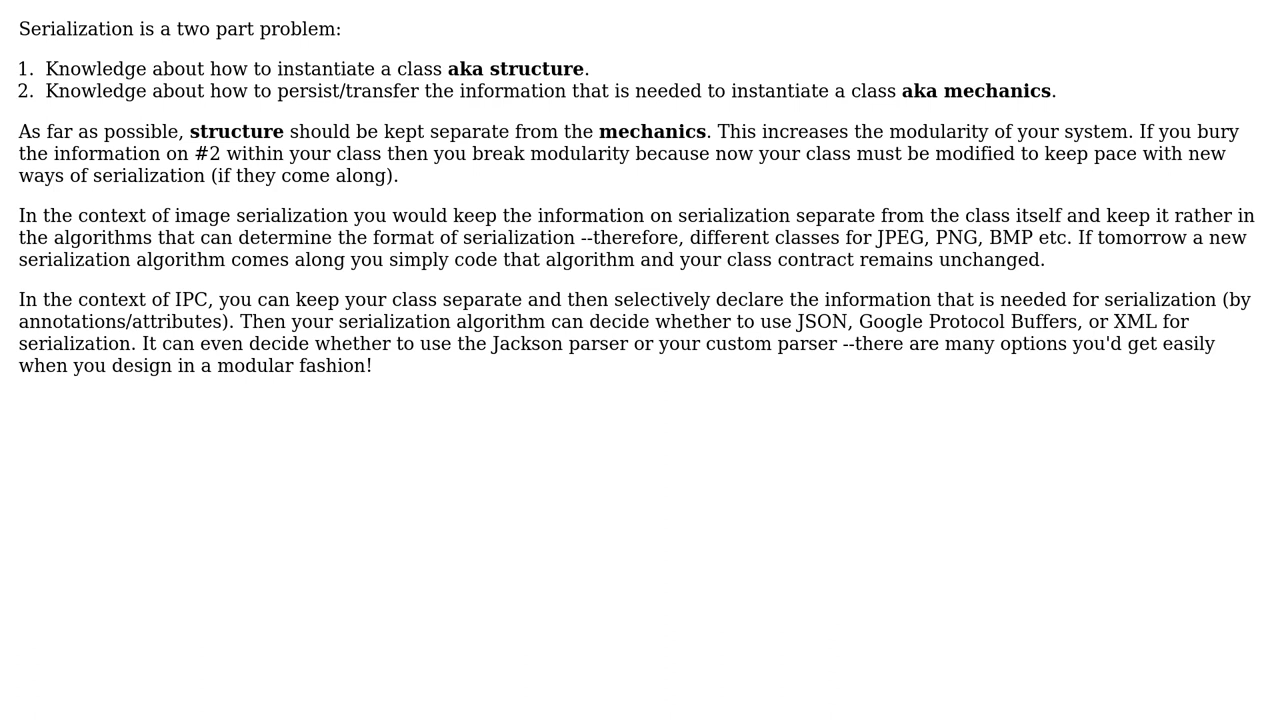 Serialization is a two part problem:
1. Knowledge about how to instantiate a class aka structure.
2. Knowledge about how to persist/transfer the information that is needed to instantiate a class aka mechanics.
As far as possible, structure should be kept separate from the mechanics. This increases the modularity of your system. If you bury
the information on #2 within your class then you break modularity because now your class must be modified to keep pace with new
ways of serialization (if they come along).
In the context of image serialization you would keep the information on serialization separate from the class itself and keep it rather in
the algorithms that can determine the format of serialization --therefore, different classes for JPEG, PNG, BMP etc. If tomorrow a new
serialization algorithm comes along you simply code that algorithm and your class contract remains unchanged.
In the context of IPC, you can keep your class separate and then selectively declare the information that is needed for serialization (by
annotations/attributes). Then your serialization algorithm can decide whether to use JSON, Google Protocol Buffers, or XML for
serialization. It can even decide whether to use the Jackson parser or your custom parser --there are many options you'd get easily
when you design in a modular fashion!